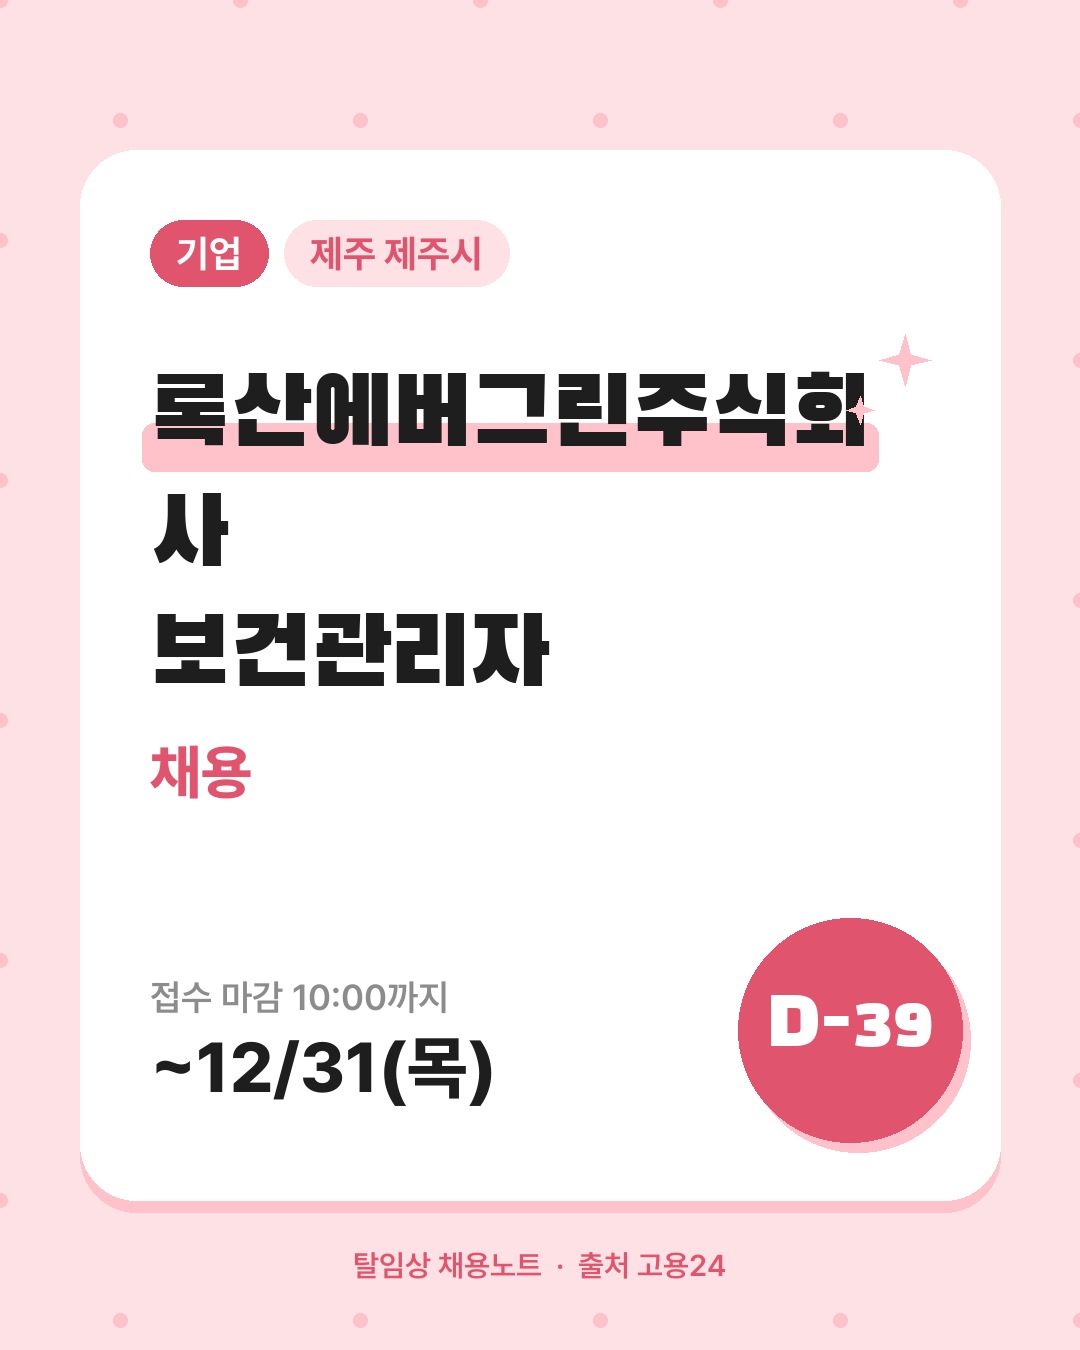 기업 제주 제주시
록산에버그린주식회
사
보건관리자
채용
접수 마감 10:00까지
~12/31(목)
D-39
탈임상 채용노트 · 출처 고용24